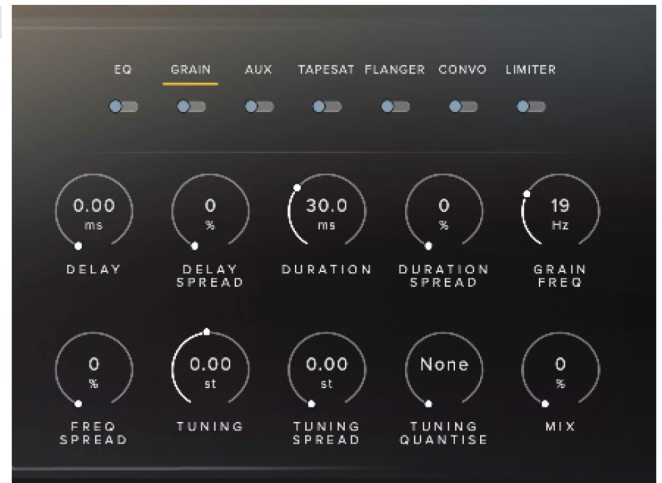 EQ GRAIN AUX TAPESAT FLANGER CONVO LIMITER
0.00 0 30.0 0 19
ms % ms % Hz
DELAY DELAY DURATION DURATION GRAIN
SPREAD SPREAD FREQ
0 0.00 0.00 None 0
% st st %
FREQ TUNING TUNING TUNING MIX
SPREAD SPREAD QUANTISE